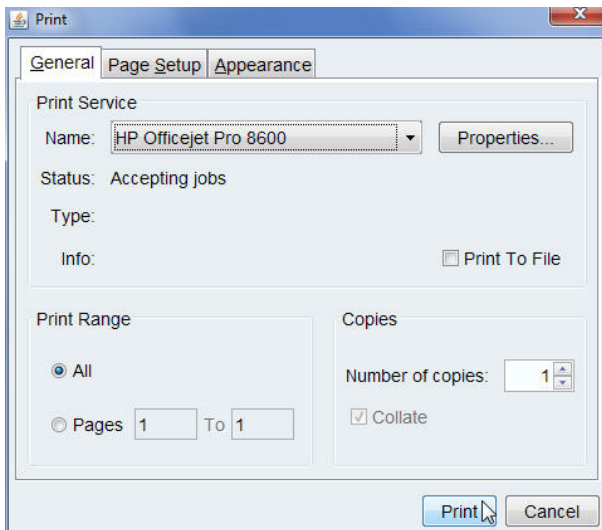 Print
General Page Setup Appearance
Print Service
Name: HP Officejet Pro 8600 Properties...
Status: Accepting jobs
Type:
Info: Print To File
Print Range
All
Pages 1 To 1
Copies
Number of copies: 1
Collate
Print Cancel